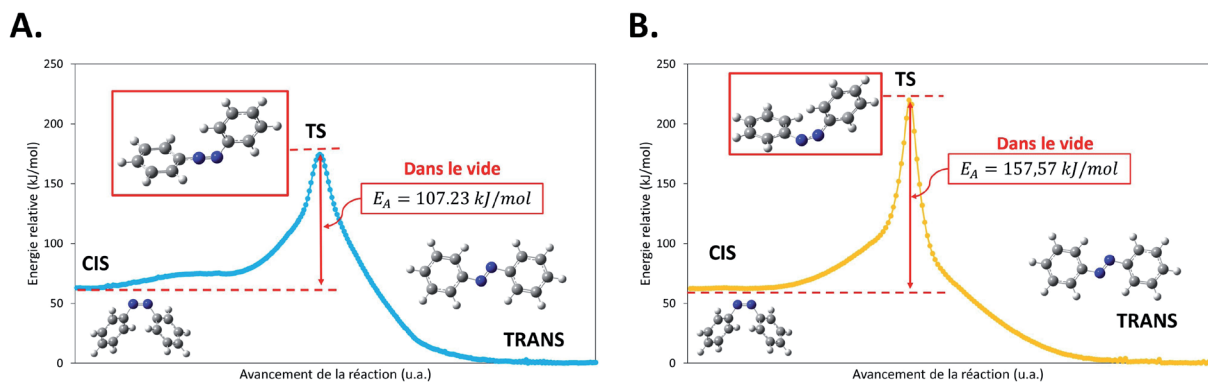 A.
Energie relative (kJ/mol)
250
200
150
100
50
0
TS
Dans le vide
E_A = 107.23 kJ/mol
CIS
TRANS
Avancement de la réaction (u.a.)
B.
Energie relative (kJ/mol)
250
200
150
100
50
0
TS
Dans le vide
E_A = 157,57 kJ/mol
CIS
TRANS
Avancement de la réaction (u.a.)